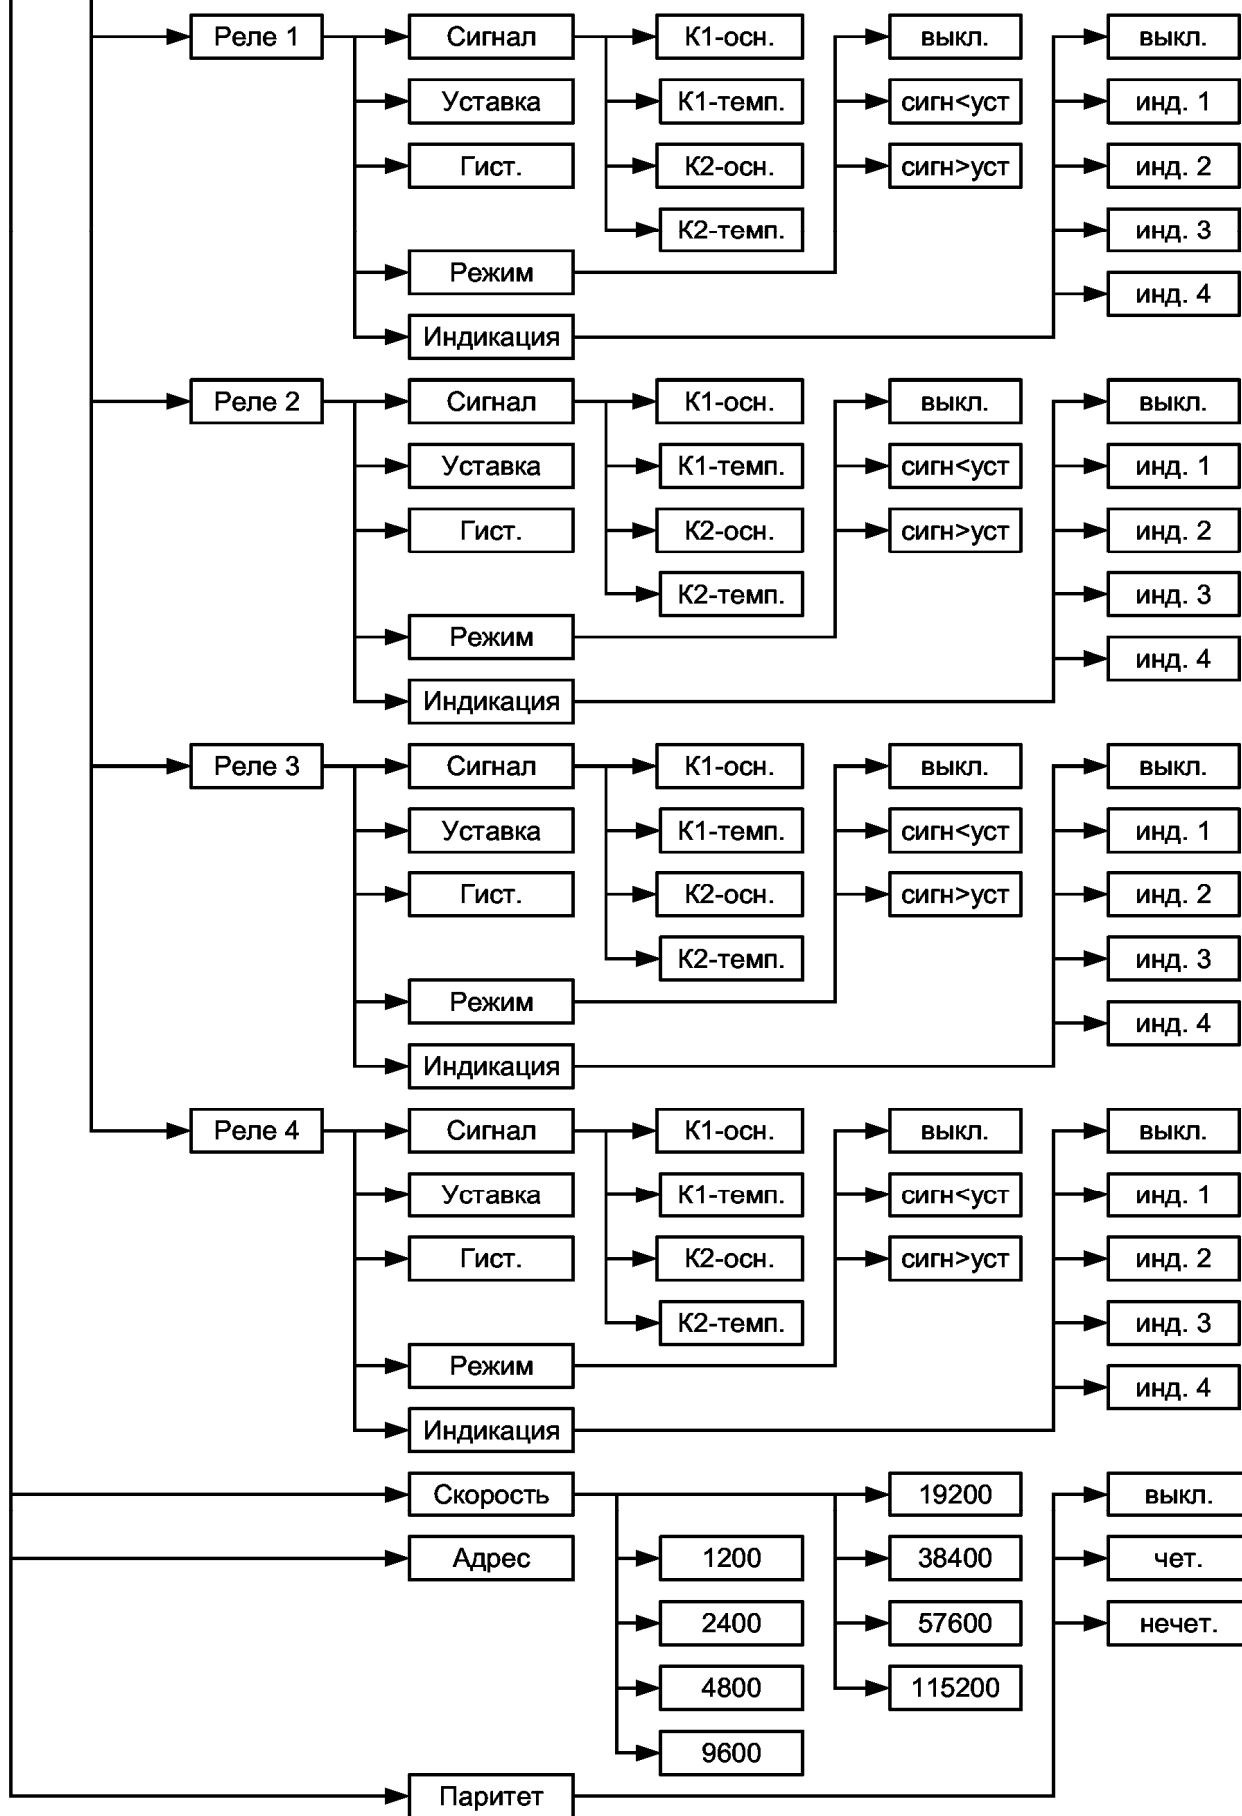 Реле 1 Сигнал К1-осн. выкл. выкл.
Уставка К1-темп. сигн<уст инд. 1
Гист. К2-осн. сигн>уст инд. 2
К2-темп. инд. 3
Режим
инд. 4
Индикация
Реле 2 Сигнал К1-осн. выкл. выкл.
Уставка К1-темп. сигн<уст инд. 1
Гист. К2-осн. сигн>уст инд. 2
К2-темп. инд. 3
Режим
инд. 4
Индикация
Реле 3 Сигнал К1-осн. выкл. выкл.
Уставка К1-темп. сигн<уст инд. 1
Гист. К2-осн. сигн>уст инд. 2
К2-темп. инд. 3
Режим
инд. 4
Индикация
Реле 4 Сигнал К1-осн. выкл. выкл.
Уставка К1-темп. сигн<уст инд. 1
Гист. К2-осн. сигн>уст инд. 2
К2-темп. инд. 3
Режим
инд. 4
Индикация
Скорость 19200 выкл.
Адрес 1200 38400 чет.
2400 57600 нечет.
4800 115200
9600
Паритет